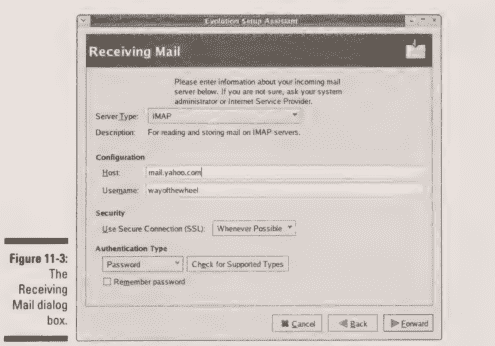 Evolution Setup Assistant
Receiving Mail
Please enter information about your incoming mail
server below. If you are not sure, ask your system
administrator or Internet Service Provider.
Server Type: IMAP
Description: For reading and storing mail on IMAP servers.
Configuration
Host: mail.yahoo.com
Username: wayofthewheel
Security
Use Secure Connection (SSL): Whenever Possible
Authentication Type
Password Check for Supported Types
Remember password
Cancel Back Forward
Figure 11-3:
The
Receiving
Mail dialog
box.